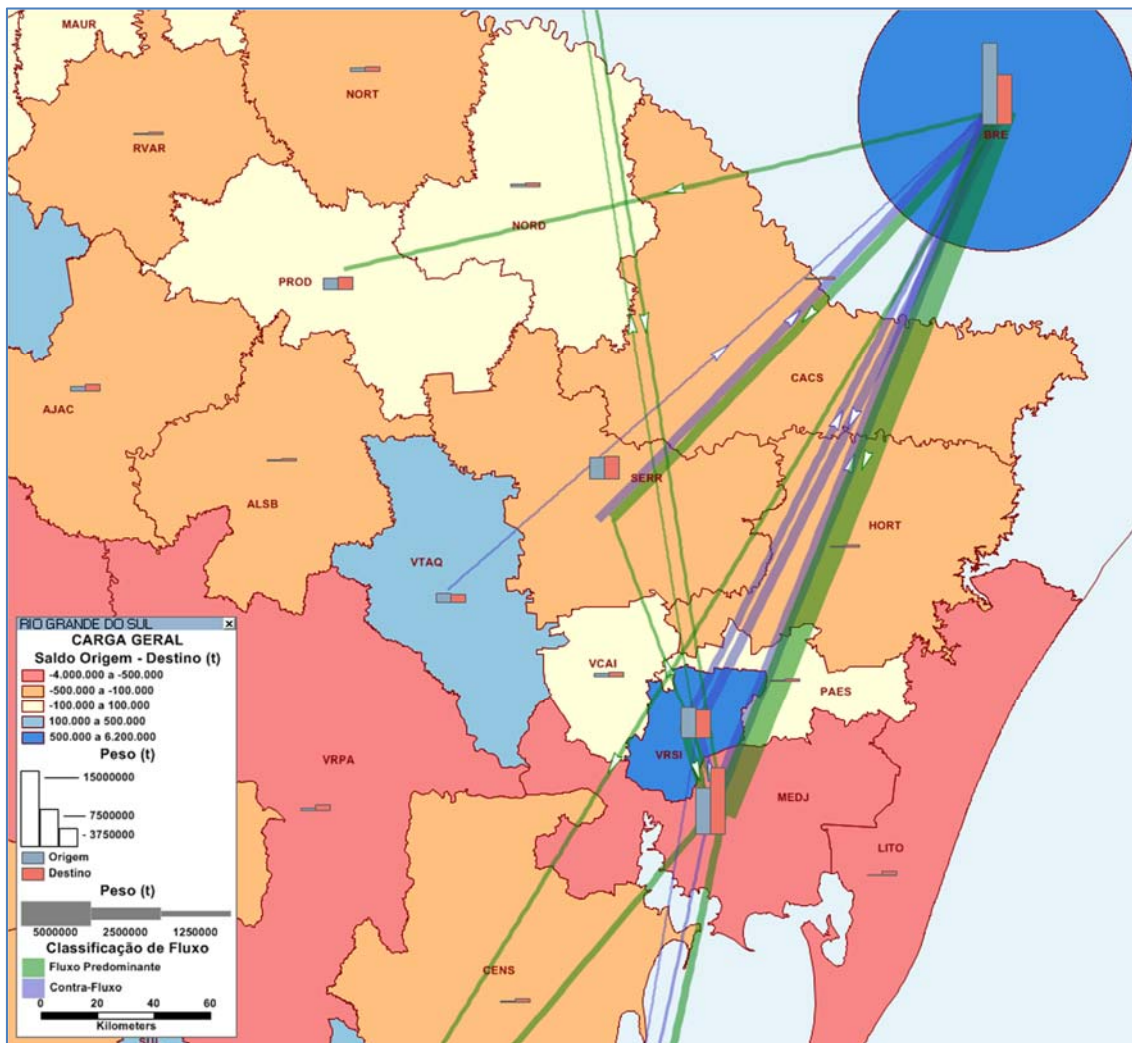 MAUR
NORT
BRE
RVAR
NORD
PROD
CACS
AJAC
SERR
ALSB
HORT
VTAQ
VCAI
PAES
VRSI
VRPA
MEDJ
LITO
CENS
RIO GRANDE DO SUL
CARGA GERAL
Saldo Origem - Destino (t)
-4.000.000 a -500.000
-500.000 a -100.000
-100.000 a 100.000
100.000 a 500.000
500.000 a 6.200.000
Peso (t)
15000000
7500000
3750000
Origem
Destino
Peso (t)
5000000 2500000 1250000
Classificação de Fluxo
Fluxo Predominante
Contra-Fluxo
0 20 40 60
Kilometers